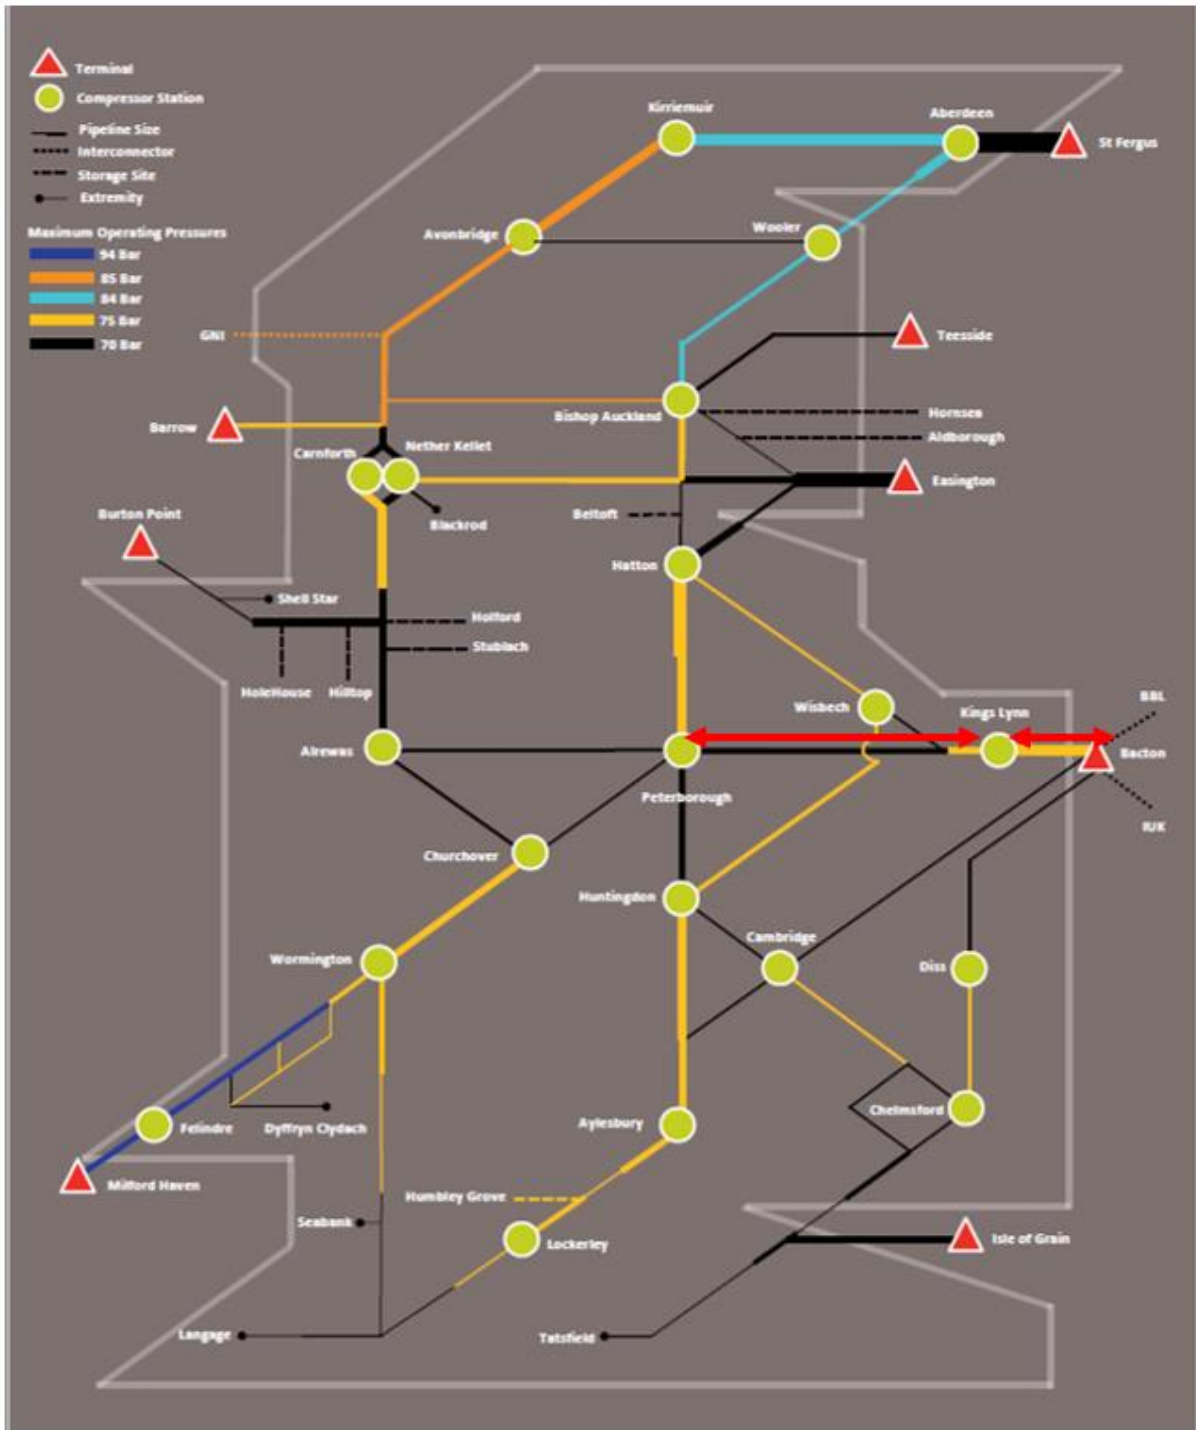 Terminal
Compressor Station
Pipeline Size
Interconnector
Storage Site
Extremity
Maximum Operating Pressures
94 Bar
85 Bar
84 Bar
75 Bar
70 Bar
Kirriemuir
Aberdeen
St Fergus
Avonbridge
Wooler
GNI
Teesside
Bishop Auckland
Hornsea
Barrow
Aldborough
Carnforth
Nether Kellet
Easington
Burton Point
Blackrod
Beltoft
Hatton
Shell Star
Holford
Stublach
HoleHouse
Hilltop
Wisbech
Kings Lynn
BBL
Alrewas
Bacton
Peterborough
IUK
Churchover
Huntingdon
Cambridge
Wormington
Diss
Felindre
Dyffryn Clydach
Aylesbury
Chelmsford
Milford Haven
Humbley Grove
Seabank
Lockerley
Isle of Grain
Langage
Tatsfield